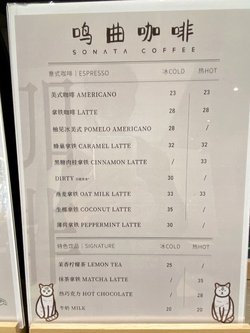 鸣曲咖啡
SONATA COFFEE
意式咖啡 | ESPRESSO 冰COLD 热HOT
美式咖啡 AMERICANO 23 23
拿铁咖啡 LATTE 28 28
柚见冰美式 POMELO AMERICANO 28 /
蜂巢拿铁 CARAMEL LATTE 32 32
黑糖肉桂拿铁 CINNAMON LATTE / 33
DIRTY 30 /
燕麦拿铁 OAT MILK LATTE 33 33
生椰拿铁 COCONUT LATTE 35 /
薄荷拿铁 PEPPERMINT LATTE 30 /
特色饮品 | SIGNATURE 冰COLD 热HOT
茉香柠檬茶 LEMON TEA 25 /
抹茶拿铁 MATCHA LATTE / 35
热巧克力 HOT CHOCOLATE / 28
牛奶 MILK 20 20